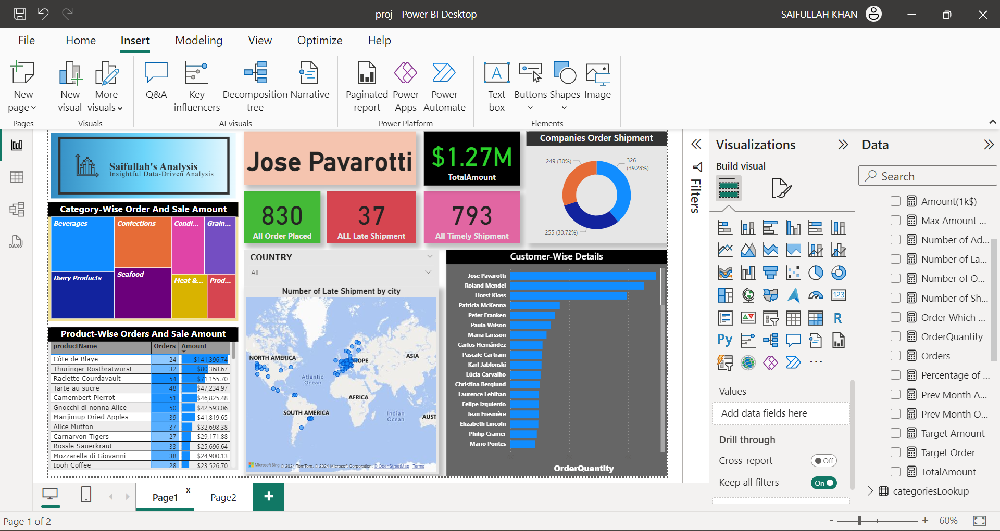 proj - Power BI Desktop
SAIFULLAH KHAN
File
Home
Insert
Modeling
View
Optimize
Help
New page
New visual
More visuals
Q&A
Key influencers
Decomposition tree
Narrative
Paginated report
Power Apps
Power Automate
Text box
Buttons
Shapes
Image
Pages
Visuals
AI visuals
Power Platform
Elements
DAX
Saifullah's Analysis
Insightful Data-Driven Analysis
Jose Pavarotti
$1.27M
TotalAmount
Companies Order Shipment
249 (30%)
326
(39.28%)
255 (30.72%)
830
All Order Placed
37
ALL Late Shipment
793
All Timely Shipment
Category-Wise Order And Sale Amount
Beverages
Confections
Condi...
Grain...
Dairy Products
Seafood
Meat &...
Prod...
Product-Wise Orders And Sale Amount
productName Orders Amount
Côte de Blaye 24 $141,396.74
Thüringer Rostbratwurst 32 $80,368.67
Raclette Courdavault 54 $71,155.70
Tarte au sucre 48 $47,234.97
Camembert Pierrot 51 $46,825.48
Gnocchi di nonna Alice 50 $42,593.06
Manjimup Dried Apples 39 $41,819.65
Alice Mutton 37 $32,698.38
Carnarvon Tigers 27 $29,171.88
Rössle Sauerkraut 33 $25,696.64
Mozzarella di Giovanni 38 $24,900.13
Ipoh Coffee 28 $23,526.70
COUNTRY
All
Number of Late Shipment by city
NORTH AMERICA
ROPE
ASIA
Atlantic
Ocean
AFRICA
SOUTH AMERICA
Indian
Ocean
AUST
Microsoft Bing
© 2024 TomTom, © 2024 Microsoft Corporation, © OpenStreetMap Terms
Customer-Wise Details
Jose Pavarotti
Roland Mendel
Horst Kloss
Patricia McKenna
Peter Franken
Paula Wilson
Maria Larsson
Carlos Hernández
Pascale Cartrain
Karl Jablonski
Lúcia Carvalho
Christina Berglund
Laurence Lebihan
Felipe Izquierdo
Jean Fresnière
Elizabeth Lincoln
Philip Cramer
Mario Pontes
OrderQuantity
Filters
Visualizations
Build visual
123
R
Py
...
Values
Add data fields here
Drill through
Cross-report
Off
Keep all filters
On
Data
Search
Amount(1k$)
Max Amount ...
Number of Ad...
Number of La...
Number of O...
Number of Sh...
Order Which ...
OrderQuantity
Orders
Percentage of ...
Prev Month A...
Prev Month O...
Target Amount
Target Order
TotalAmount
categoriesLookup
Page1
x
Page2
+
Page 1 of 2
- + 60%